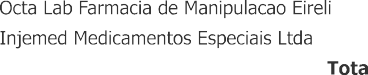 Octa Lab Farmacia de Manipulacao Eireli
Injemed Medicamentos Especiais Ltda
Tota